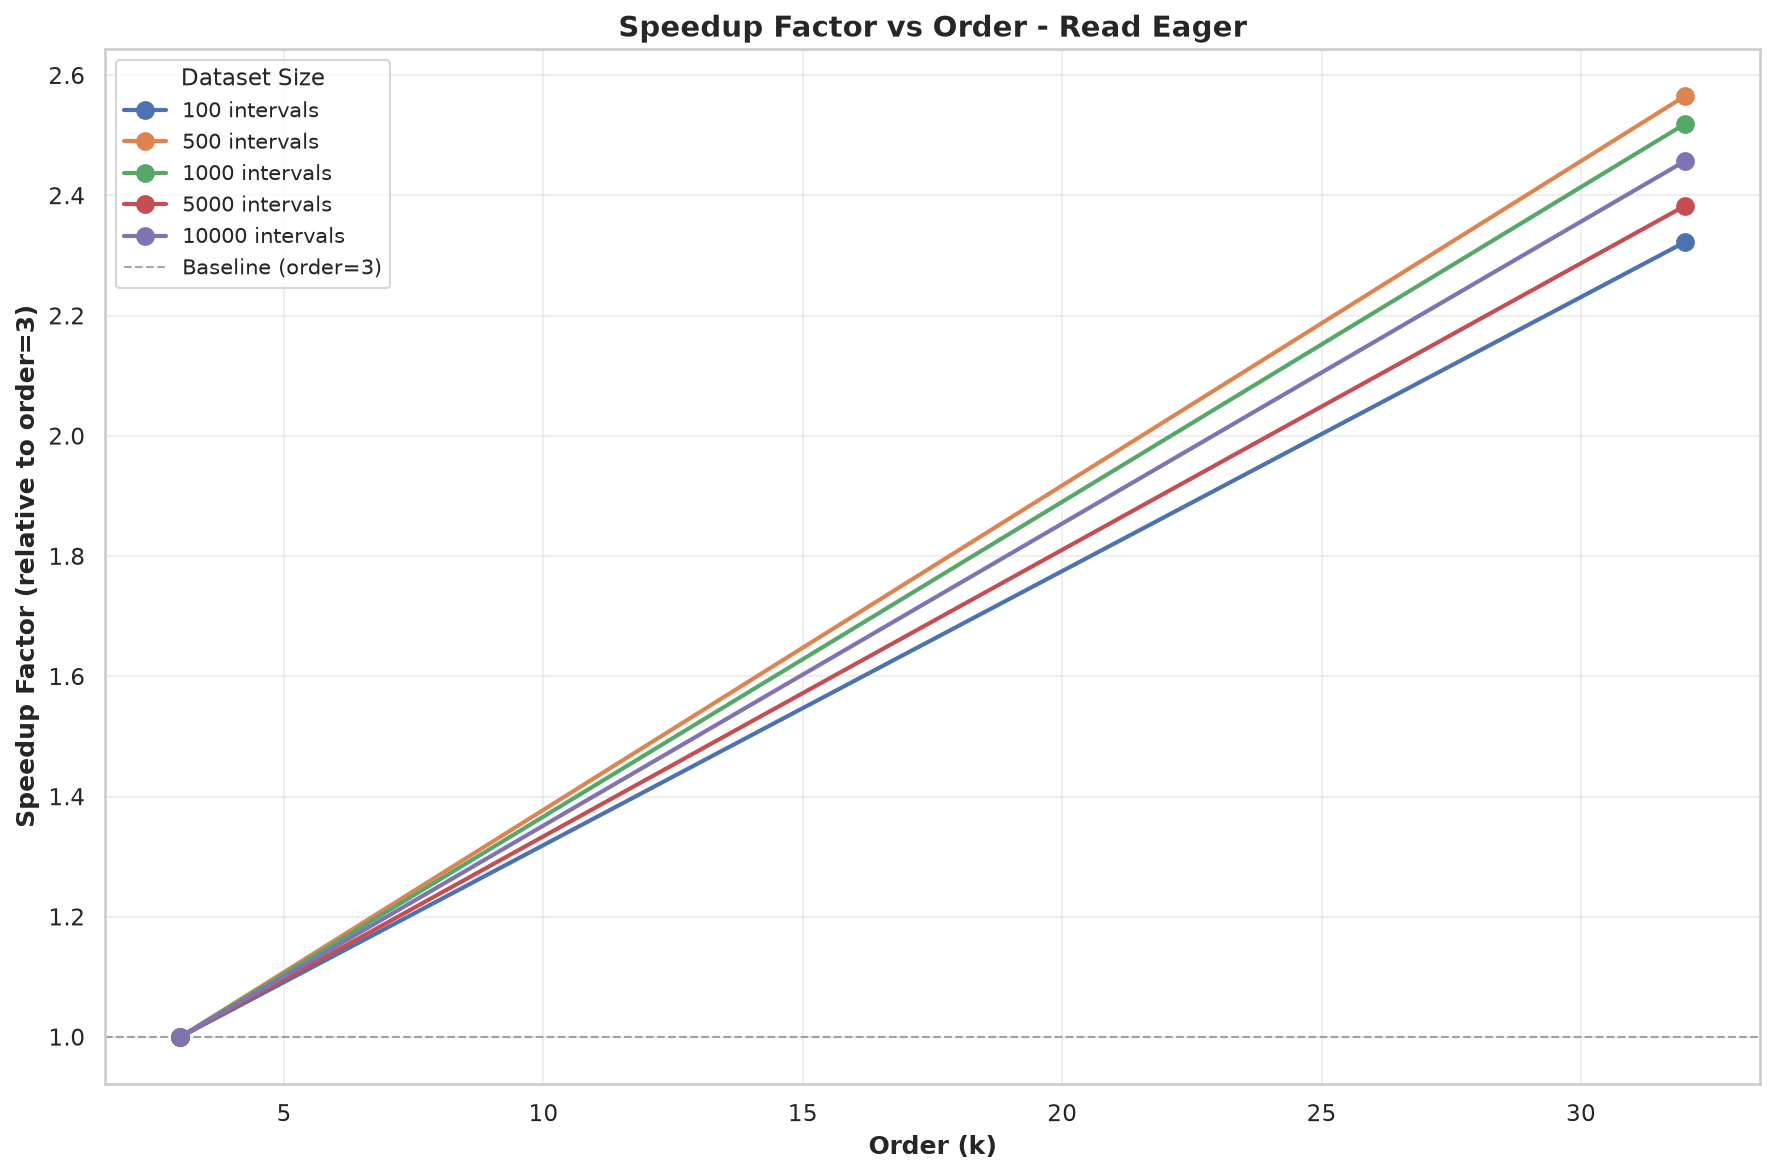 Speedup Factor vs Order - Read Eager
Dataset Size
100 intervals
500 intervals
1000 intervals
5000 intervals
10000 intervals
Baseline (order=3)
Speedup Factor (relative to order=3)
2.6
2.4
2.2
2.0
1.8
1.6
1.4
1.2
1.0
5 10 15 20 25 30
Order (k)